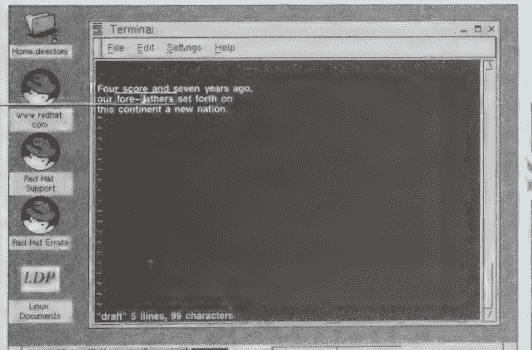 Terminal
File Edit Settings Help
Home directory
www.redhat
com
Red Hat
Support
Red Hat Errata
LDP
Linux
Documents
Four score and seven years ago,
our fore-fathers set forth on
this continent a new nation.
"draft" 5 lines, 99 characters